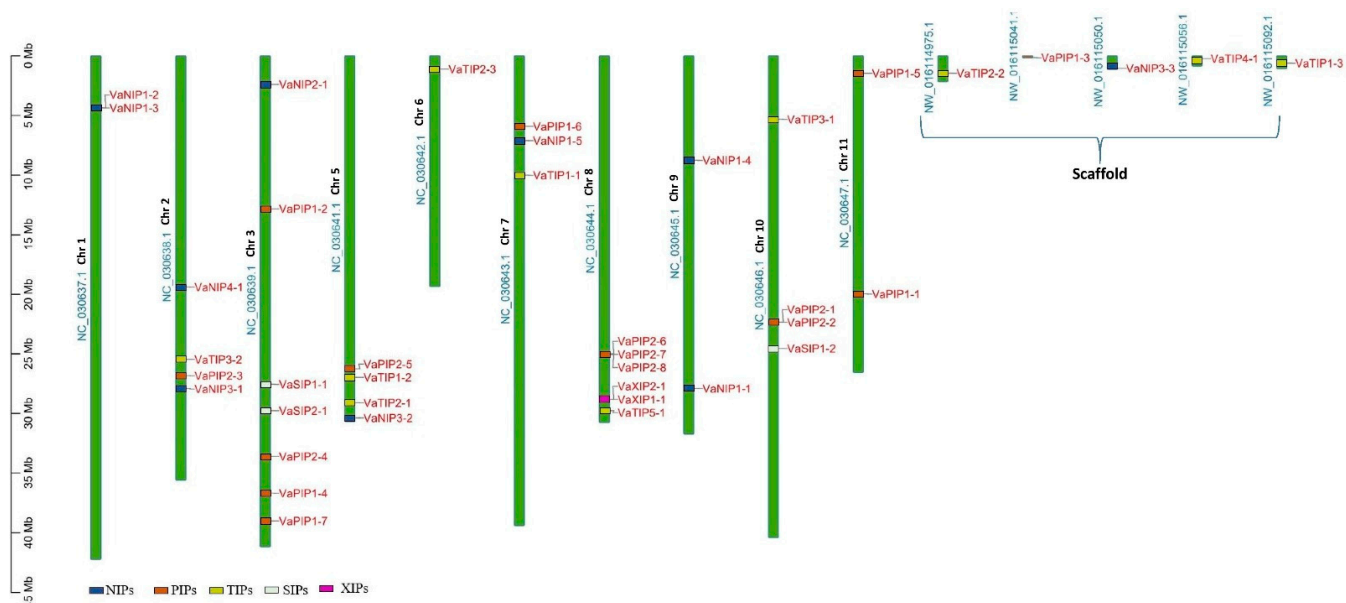 0 Mb
5 Mb
10 Mb
15 Mb
20 Mb
25 Mb
30 Mb
35 Mb
40 Mb
5 Mb
NC_030637.1 Chr 1
VaNIP1-2
VaNIP1-3
NC_030638.1 Chr 2
VaNIP4-1
VaTIP3-2
VaPIP2-3
VaNIP3-1
NC_030639.1 Chr 3
VaNIP2-1
VaPIP1-2
VaSIP1-1
VaSIP2-1
VaPIP2-4
VaPIP1-4
VaPIP1-7
NC_030641.1 Chr 5
VaPIP2-5
VaTIP1-2
VaTIP2-1
VaNIP3-2
NC_030642.1 Chr 6
VaTIP2-3
NC_030643.1 Chr 7
VaPIP1-6
VaNIP1-5
VaTIP1-1
NC_030644.1 Chr 8
VaPIP2-6
VaPIP2-7
VaPIP2-8
VaXIP2-1
VaXIP1-1
VaTIP5-1
NC_030645.1 Chr 9
VaNIP1-4
VaNIP1-1
NC_030646.1 Chr 10
VaTIP3-1
VaPIP2-1
VaPIP2-2
VaSIP1-2
NC_030647.1 Chr 11
VaPIP1-5
VaPIP1-1
NW_016114975.1
VaTIP2-2
NW_016115041.1
VaPIP1-3
NW_016115050.1
VaNIP3-3
NW_016115056.1
VaTIP4-1
NW_016115092.1
VaTIP1-3
Scaffold
NIPs
PIPs
TIPs
SIPs
XIPs